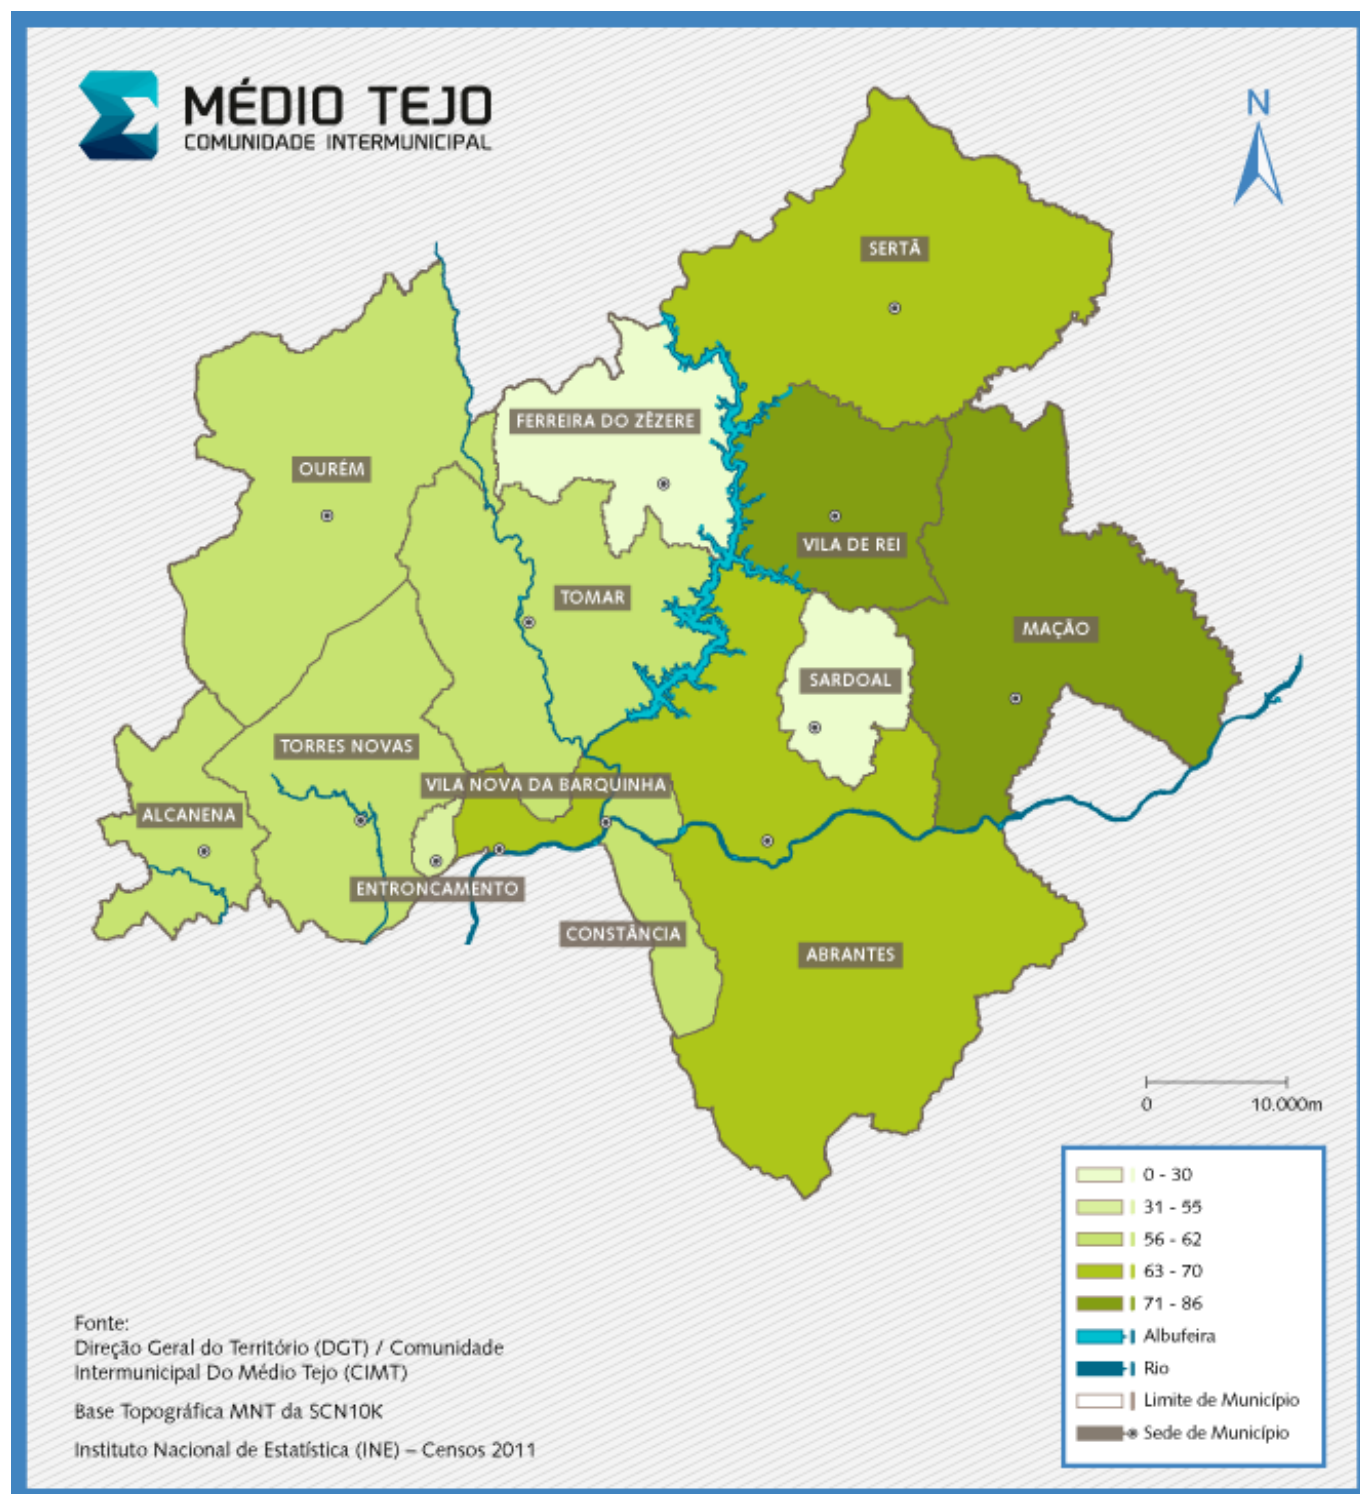 MÉDIO TEJO
COMUNIDADE INTERMUNICIPAL
N
SERTÃ
FERREIRA DO ZÊZERE
OURÉM
VILA DE REI
TOMAR
MAÇÃO
SARDOAL
TORRES NOVAS
VILA NOVA DA BARQUINHA
ALCANENA
ENTRONCAMENTO
CONSTÂNCIA
ABRANTES
0 10.000m
0 - 30
31 - 55
56 - 62
63 - 70
71 - 86
Albufeira
Rio
Limite de Município
Sede de Município
Fonte:
Direção Geral do Território (DGT) / Comunidade
Intermunicipal Do Médio Tejo (CIMT)
Base Topográfica MNT da SCN10K
Instituto Nacional de Estatística (INE) – Censos 2011